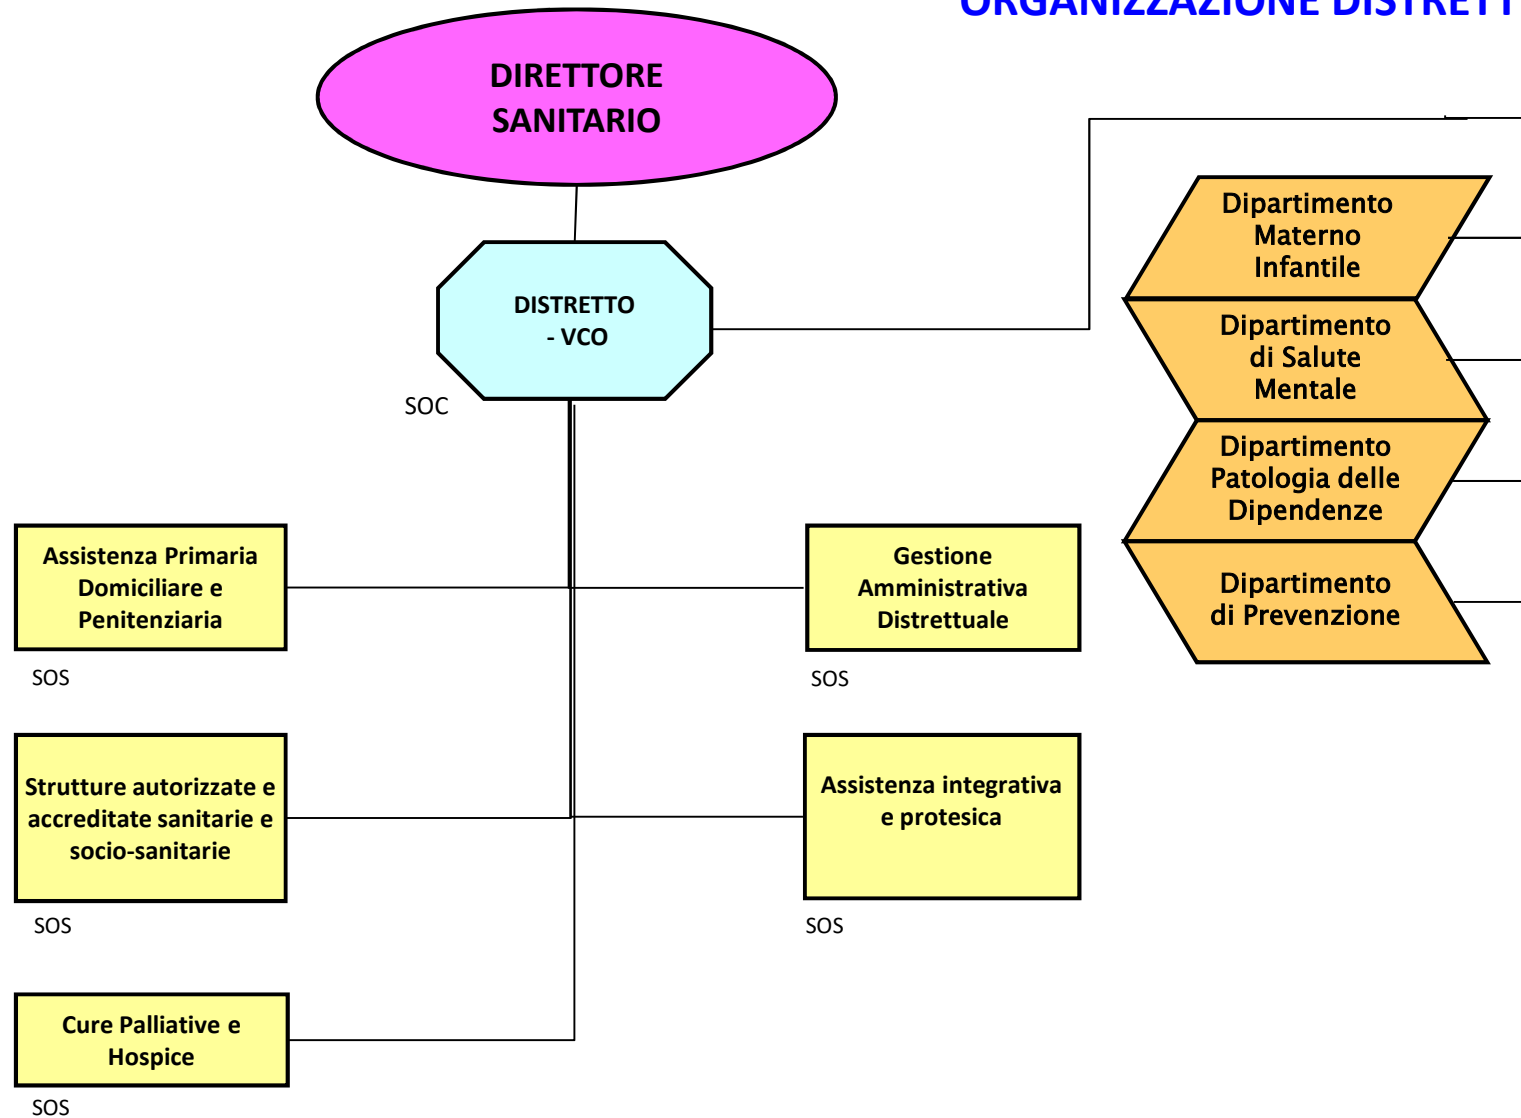 ORGANIZZAZIONE DISTRETT
DIRETTORE
SANITARIO
DISTRETTO
- VCO
SOC
Dipartimento
Materno
Infantile
Dipartimento
di Salute
Mentale
Dipartimento
Patologia delle
Dipendenze
Dipartimento
di Prevenzione
Assistenza Primaria
Domiciliare e
Penitenziaria
SOS
Gestione
Amministrativa
Distrettuale
SOS
Strutture autorizzate e
accreditate sanitarie e
socio-sanitarie
SOS
Assistenza integrativa
e protesica
SOS
Cure Palliative e
Hospice
SOS